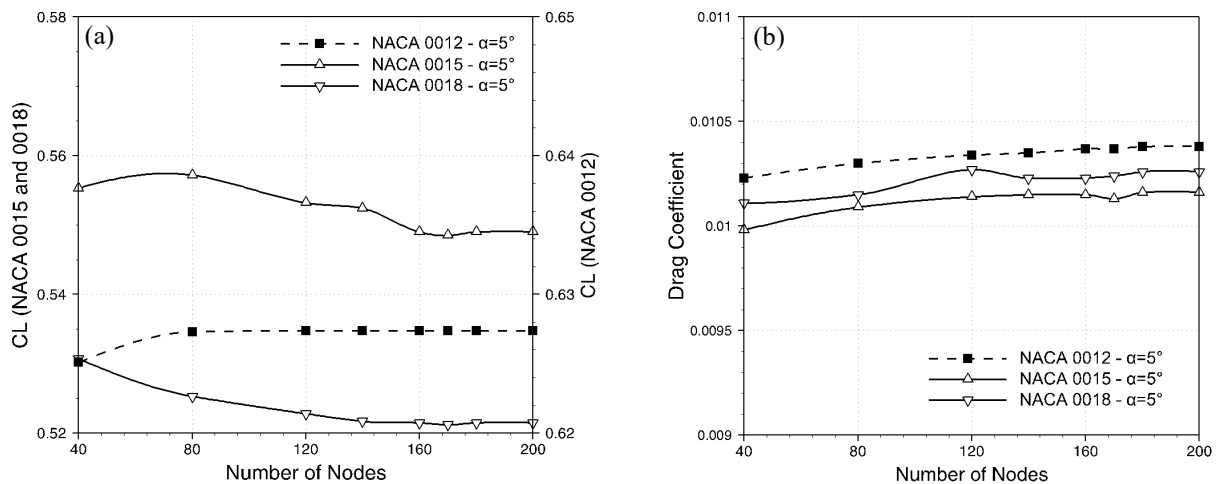 (a)
NACA 0012 - α=5°
NACA 0015 - α=5°
NACA 0018 - α=5°
CL (NACA 0015 and 0018)
0.58
0.56
0.54
0.52
0.65
0.64
0.63
0.62
CL (NACA 0012)
40 80 120 160 200
Number of Nodes
(b)
Drag Coefficient
0.011
0.0105
0.01
0.0095
0.009
NACA 0012 - α=5°
NACA 0015 - α=5°
NACA 0018 - α=5°
40 80 120 160 200
Number of Nodes